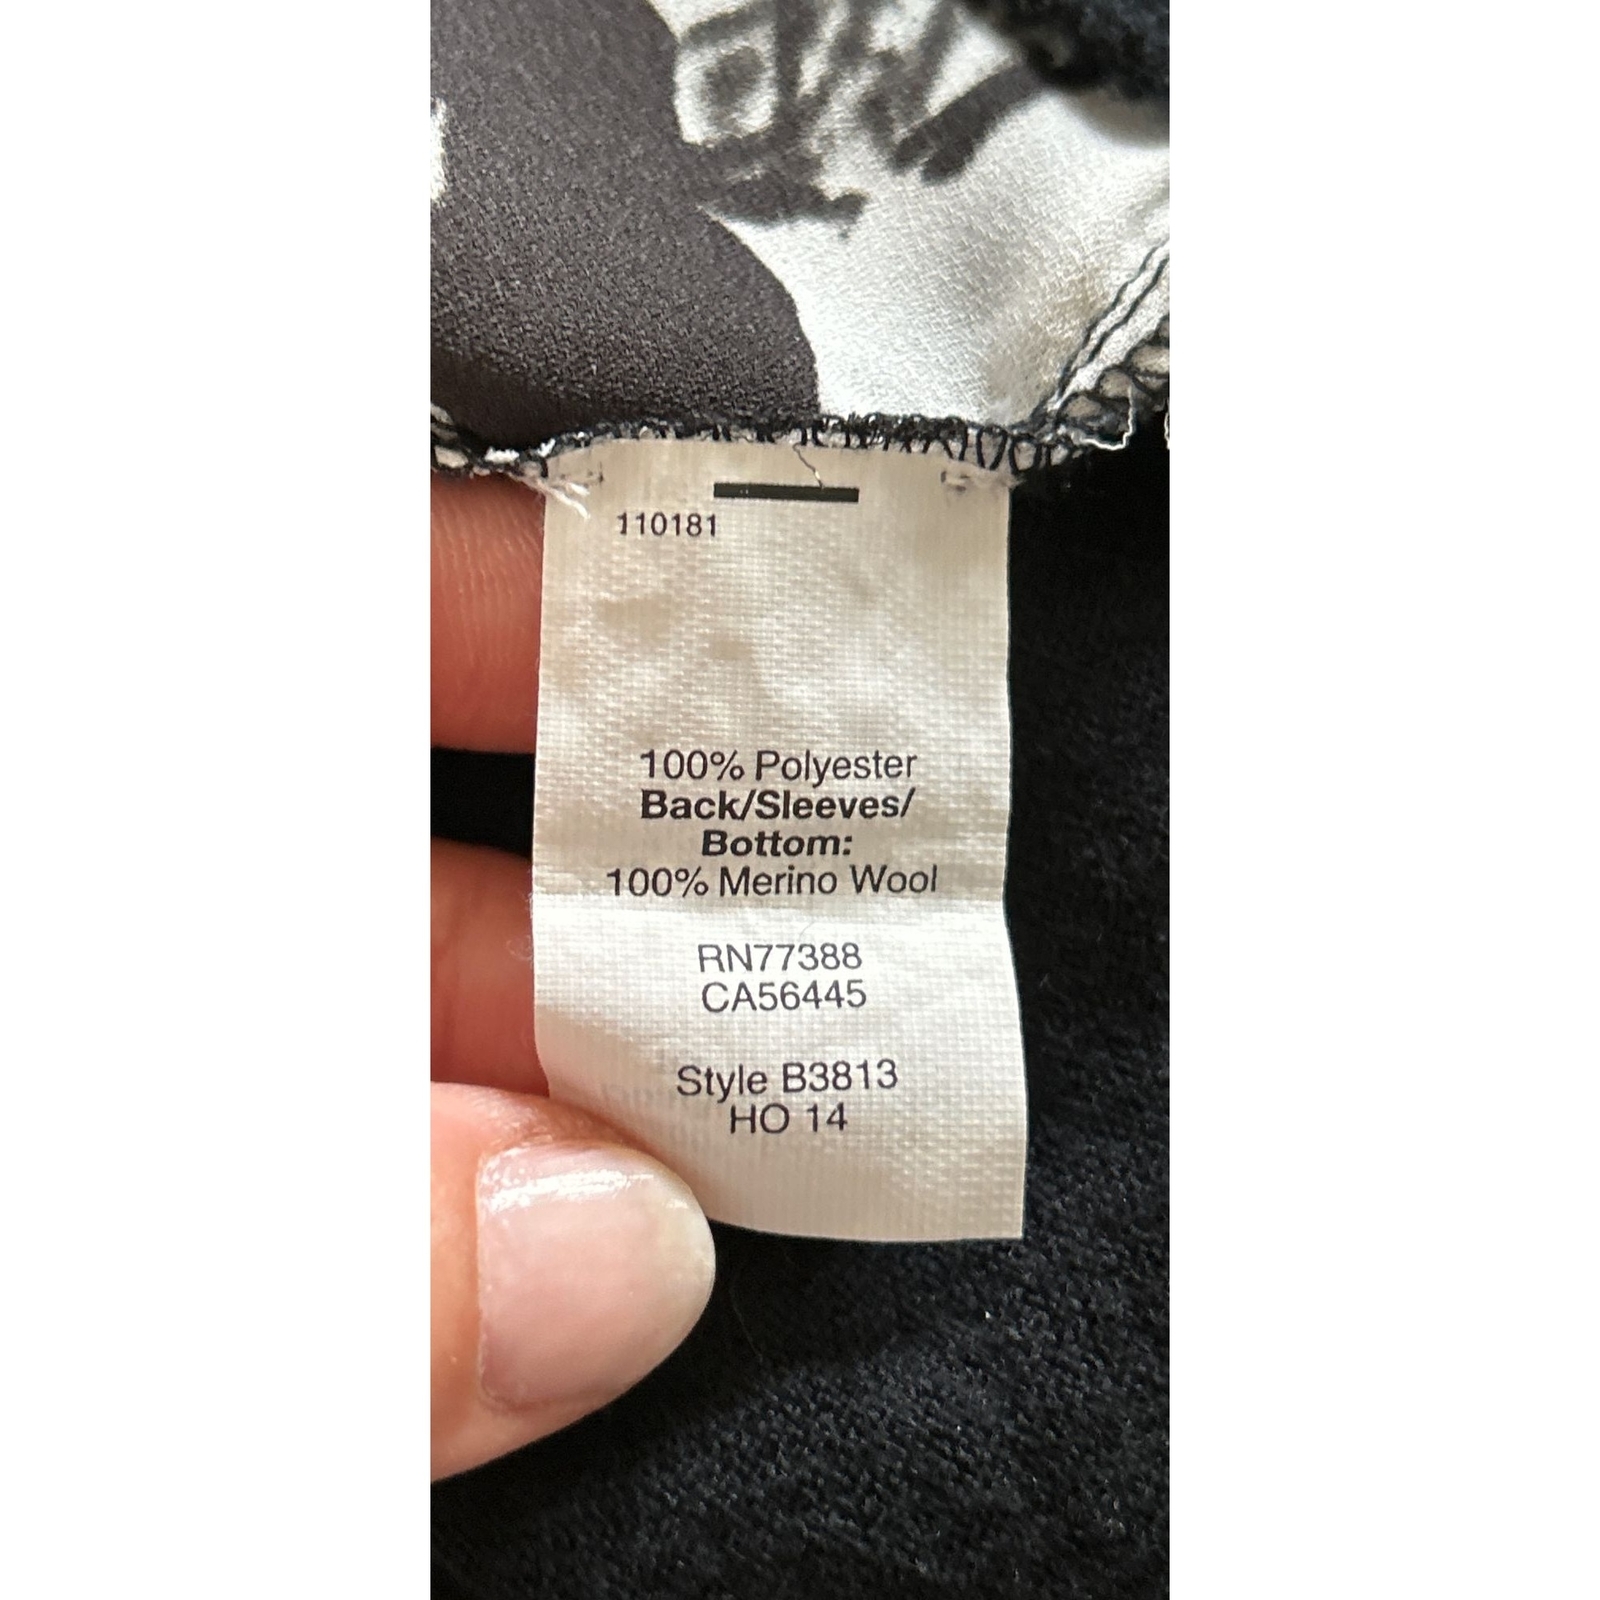 110181
100% Polyester
Back/Sleeves/
Bottom:
100% Merino Wool
RN77388
CA56445
Style B3813
HO 14